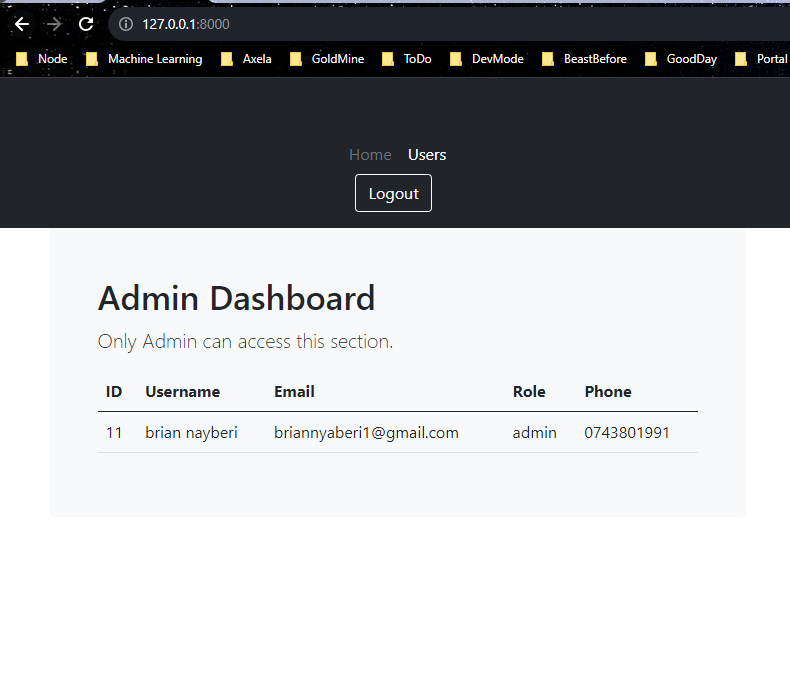 127.0.0.1:8000
Node Machine Learning Axela GoldMine ToDo DevMode BeastBefore GoodDay Portal
Home Users
Logout
Admin Dashboard
Only Admin can access this section.
ID Username Email Role Phone
11 brian nayberi briannyaberi1@gmail.com admin 0743801991